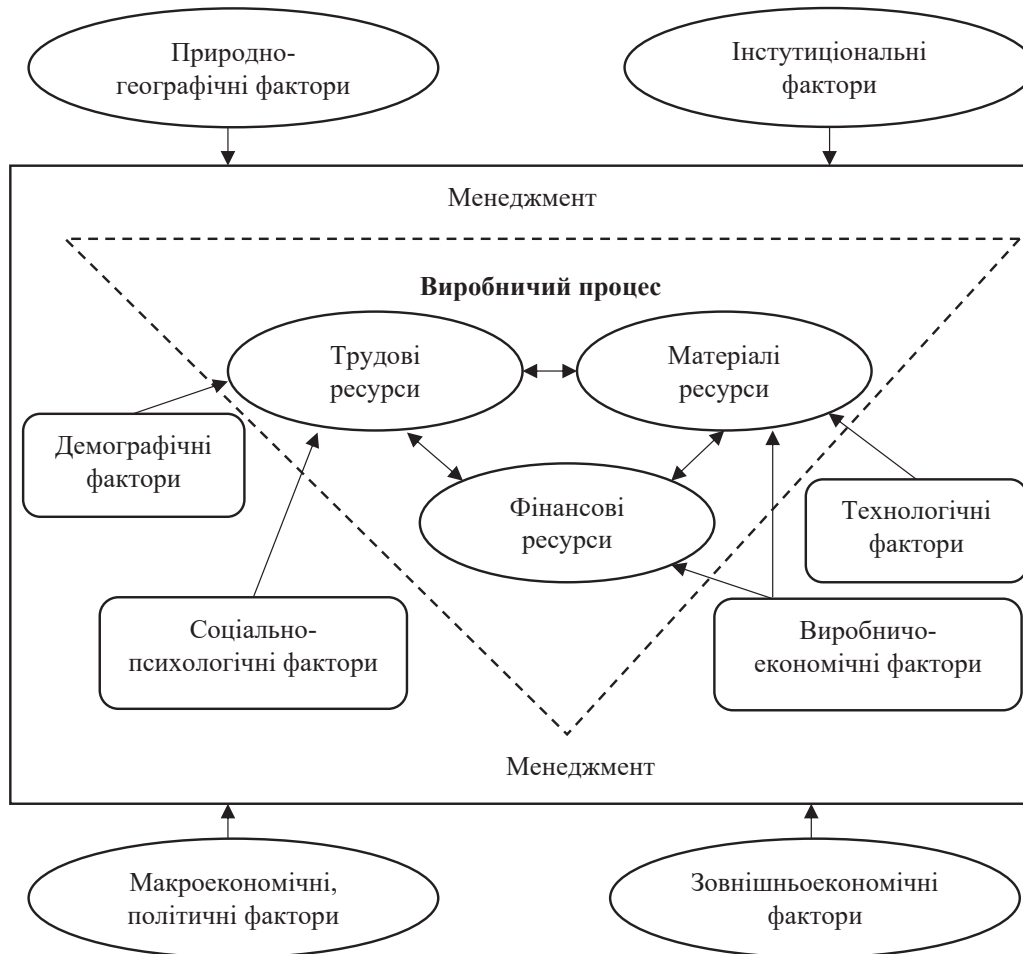 Природно-
географічні фактори
Інстутиціональні
фактори
Менеджмент
Виробничий процес
Трудові
ресурси
Матеріалі
ресурси
Демографічні
фактори
Фінансові
ресурси
Технологічні
фактори
Соціально-
психологічні фактори
Виробничо-
економічні фактори
Менеджмент
Макроекономічні,
політичні фактори
Зовнішньоекономічні
фактори